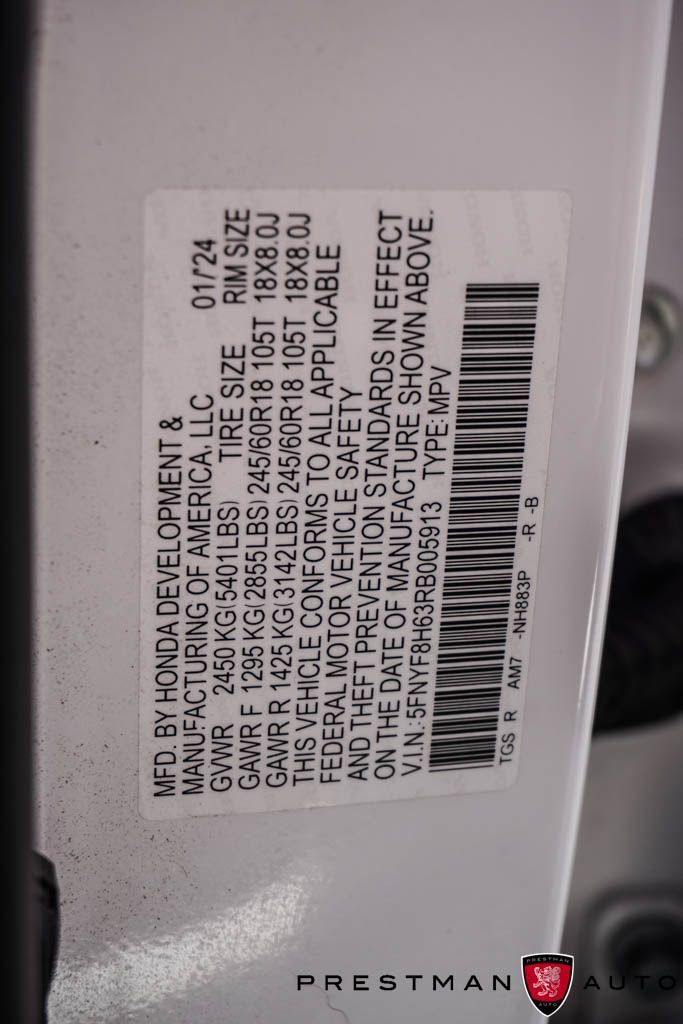 MFD. BY HONDA DEVELOPMENT &
MANUFACTURING OF AMERICA, LLC 01/'24
GVWR 2450 KG(5401LBS) TIRE SIZE RIM SIZE
GAWR F 1295 KG(2855LBS) 245/60R18 105T 18X8.0J
GAWR R 1425 KG(3142LBS) 245/60R18 105T 18X8.0J
THIS VEHICLE CONFORMS TO ALL APPLICABLE
FEDERAL MOTOR VEHICLE SAFETY
AND THEFT PREVENTION STANDARDS IN EFFECT
ON THE DATE OF MANUFACTURE SHOWN ABOVE.
V.I.N.:5FNYF8H63RB005913 TYPE:MPV
TGS R AM7 -NH883P -R -B
PRESTMAN AUTO
PRESTMAN
AUTO